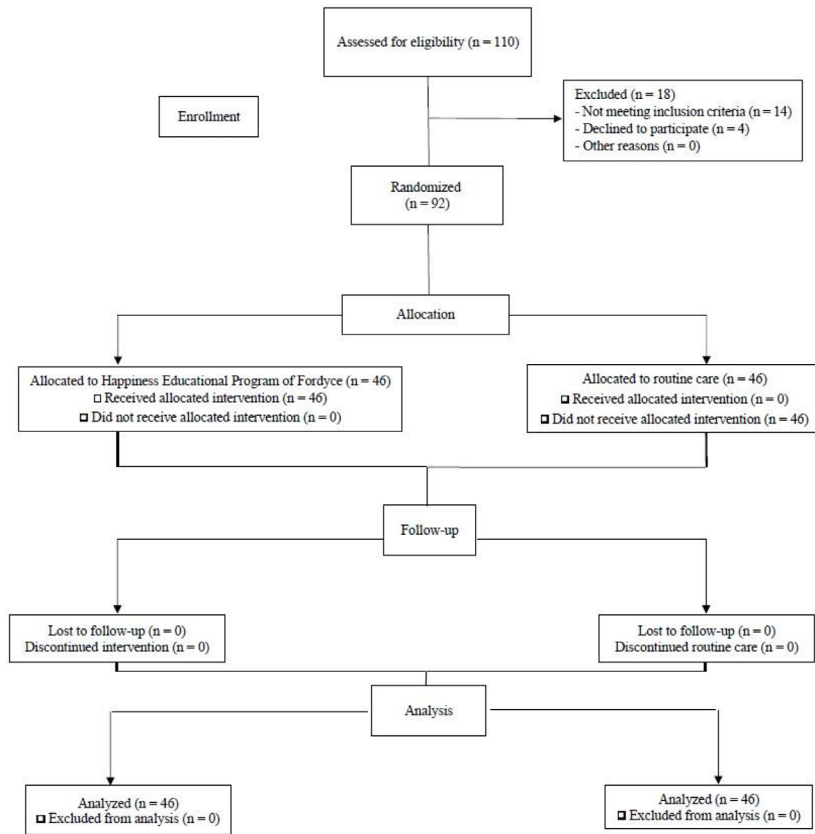 Assessed for eligibility (n = 110)
Enrollment
Excluded (n = 18)
- Not meeting inclusion criteria (n = 14)
- Declined to participate (n = 4)
- Other reasons (n = 0)
Randomized
(n = 92)
Allocation
Allocated to Happiness Educational Program of Fordyce (n = 46)
□ Received allocated intervention (n = 46)
❑ Did not receive allocated intervention (n = 0)
Allocated to routine care (n = 46)
❑ Received allocated intervention (n = 0)
❑ Did not receive allocated intervention (n = 46)
Follow-up
Lost to follow-up (n = 0)
Discontinued intervention (n = 0)
Lost to follow-up (n = 0)
Discontinued routine care (n = 0)
Analysis
Analyzed (n = 46)
❑ Excluded from analysis (n = 0)
Analyzed (n = 46)
❑ Excluded from analysis (n = 0)